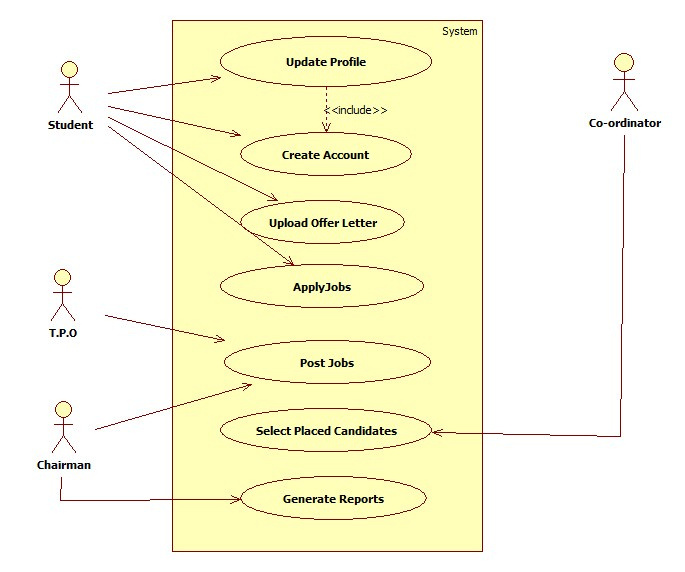 System
Update Profile
<<include>>
Student
Co-ordinator
Create Account
Upload Offer Letter
ApplyJobs
T.P.O
Post Jobs
Select Placed Candidates
Chairman
Generate Reports